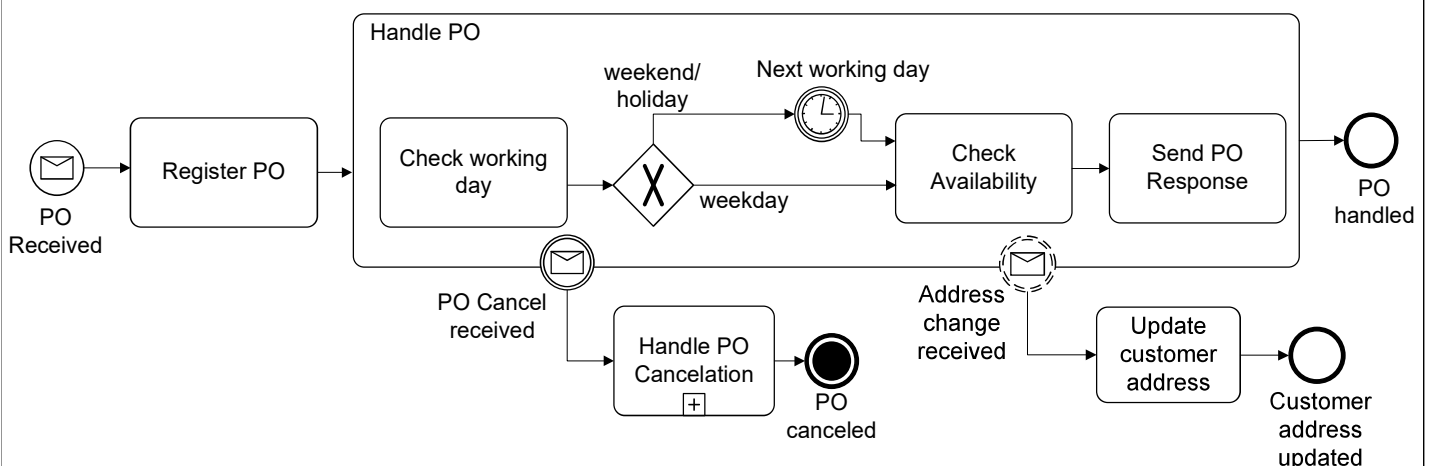 Handle PO
weekend/
holiday
Next working day
Check working
day
Check
Availability
Send PO
Response
Register PO
weekday
PO
Received
PO
handled
PO Cancel
received
Address
change
received
Handle PO
Cancelation
Update
customer
address
PO
canceled
Customer
address
updated